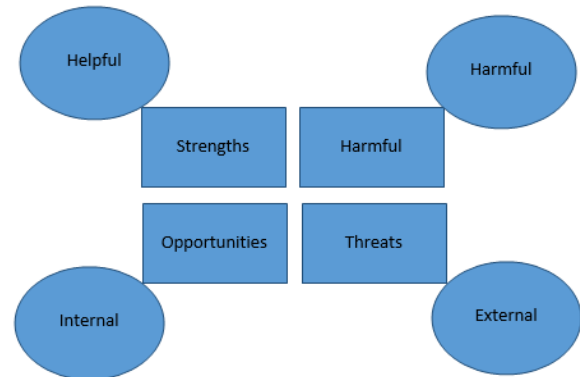 Helpful
Harmful
Strengths
Harmful
Opportunities
Threats
Internal
External